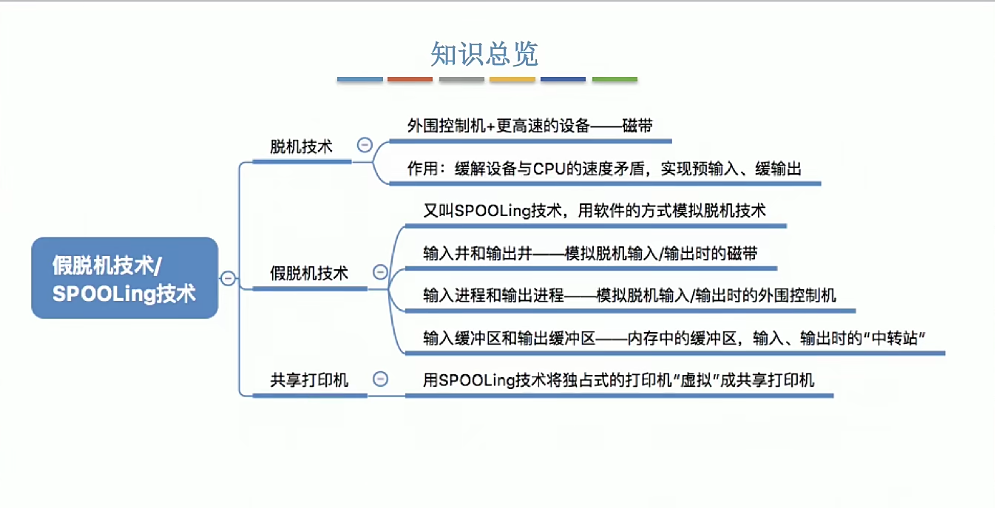 知识总览
脱机技术
外围控制机+更高速的设备——磁带
作用：缓解设备与CPU的速度矛盾，实现预输入、缓输出
假脱机技术/
SPOOLing技术
假脱机技术
又叫SPOOLing技术，用软件的方式模拟脱机技术
输入井和输出井——模拟脱机输入/输出时的磁带
输入进程和输出进程——模拟脱机输入/输出时的外围控制机
输入缓冲区和输出缓冲区——内存中的缓冲区，输入、输出时的“中转站”
共享打印机
用SPOOLing技术将独占式的打印机“虚拟”成共享打印机